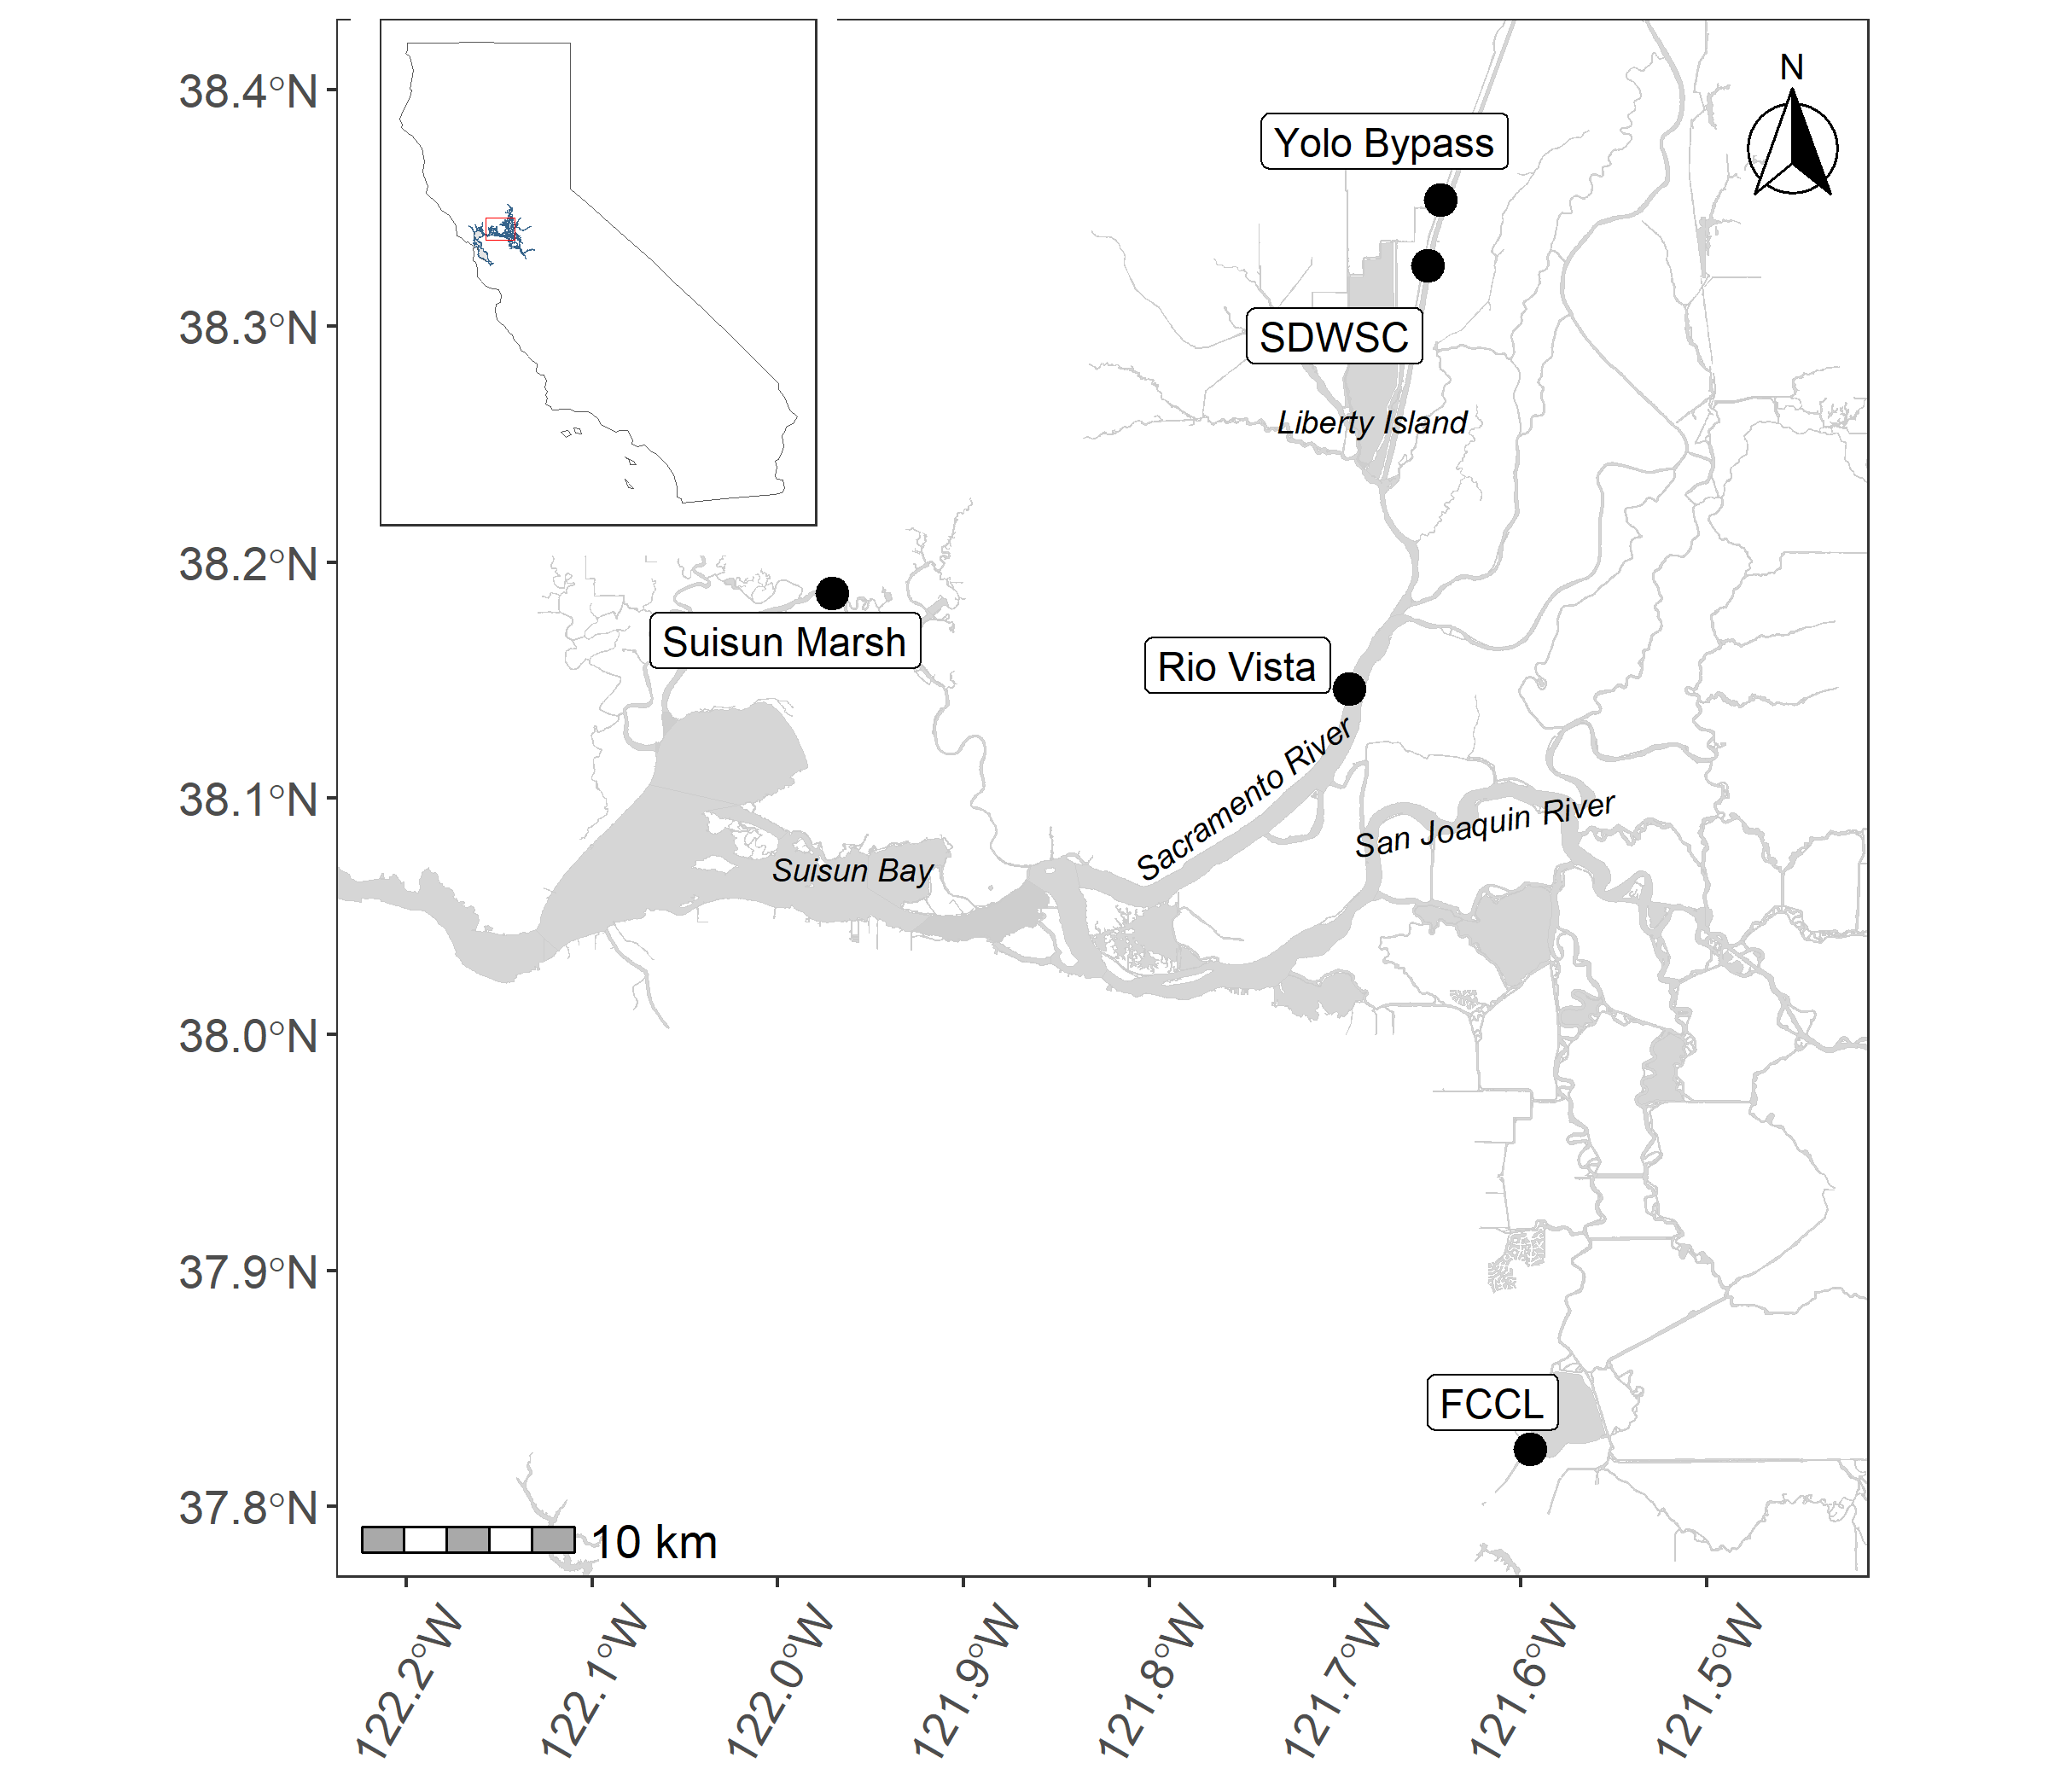 38.4°N
38.3°N
38.2°N
38.1°N
38.0°N
37.9°N
37.8°N
N
Yolo Bypass
SDWSC
Liberty Island
Suisun Marsh
Rio Vista
Sacramento River
San Joaquin River
Suisun Bay
FCCL
10 km
122.2°W
122.1°W
122.0°W
121.9°W
121.8°W
121.7°W
121.6°W
121.5°W